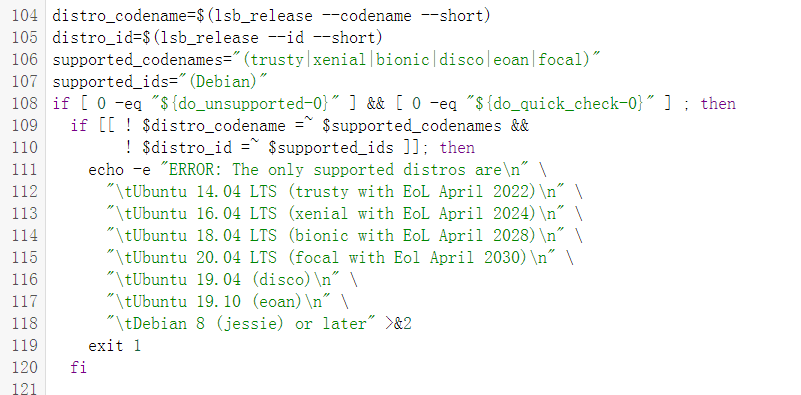 104 distro_codename=$(lsb_release --codename --short)
105 distro_id=$(lsb_release --id --short)
106 supported_codenames="(trusty|xenial|bionic|disco|eoan|focal)"
107 supported_ids="(Debian)"
108 if [ 0 -eq "${do_unsupported-0}" ] && [ 0 -eq "${do_quick_check-0}" ] ; then
109   if [[ ! $distro_codename =~ $supported_codenames &&
110         ! $distro_id =~ $supported_ids ]]; then
111     echo -e "ERROR: The only supported distros are\n" \
112       "\tUbuntu 14.04 LTS (trusty with EoL April 2022)\n" \
113       "\tUbuntu 16.04 LTS (xenial with EoL April 2024)\n" \
114       "\tUbuntu 18.04 LTS (bionic with EoL April 2028)\n" \
115       "\tUbuntu 20.04 LTS (focal with Eol April 2030)\n" \
116       "\tUbuntu 19.04 (disco)\n" \
117       "\tUbuntu 19.10 (eoan)\n" \
118       "\tDebian 8 (jessie) or later" >&2
119     exit 1
120   fi
121